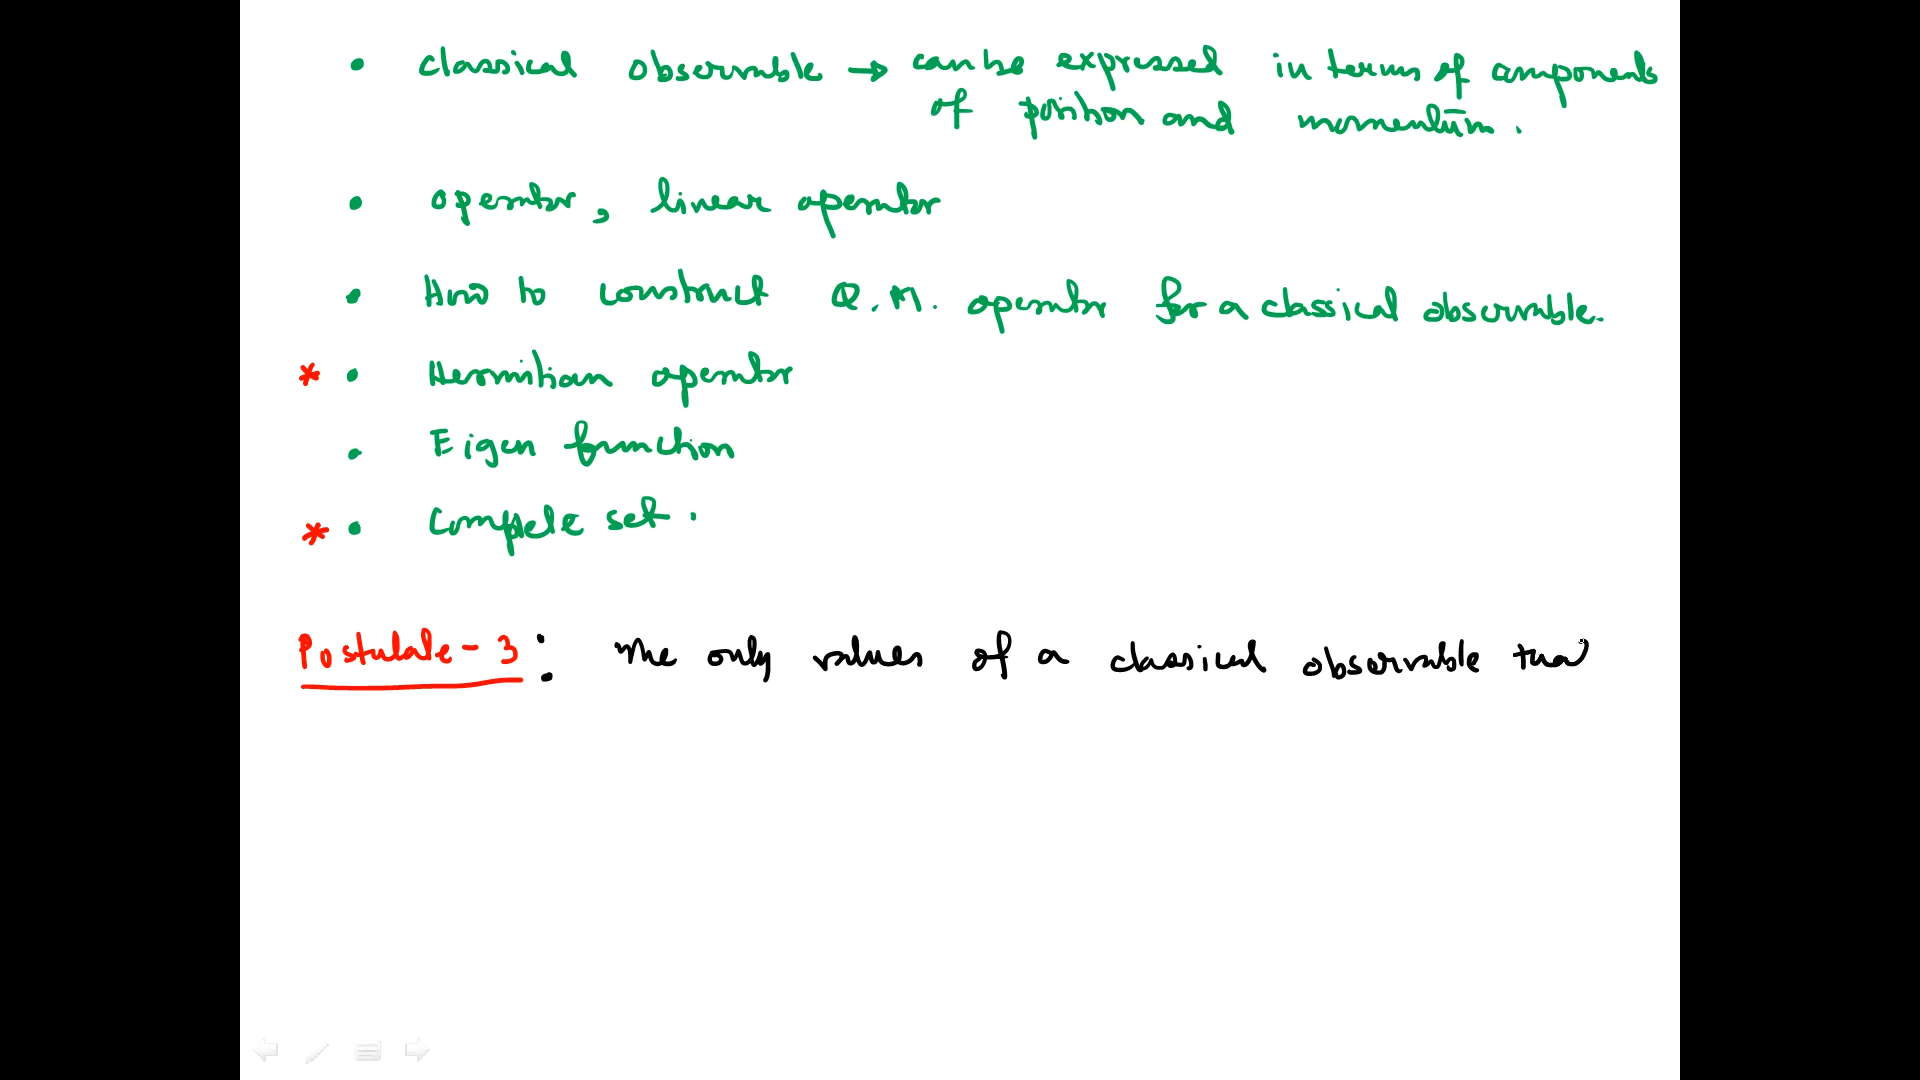 • classical observable → can be expressed in terms of components
of position and momentum.
• operator, linear operator
• How to construct Q.M. operator for a classical observable.
* • Hermitian operator
• Eigen function
* • Complete set.
Postulate-3: The only values of a classical observable tha